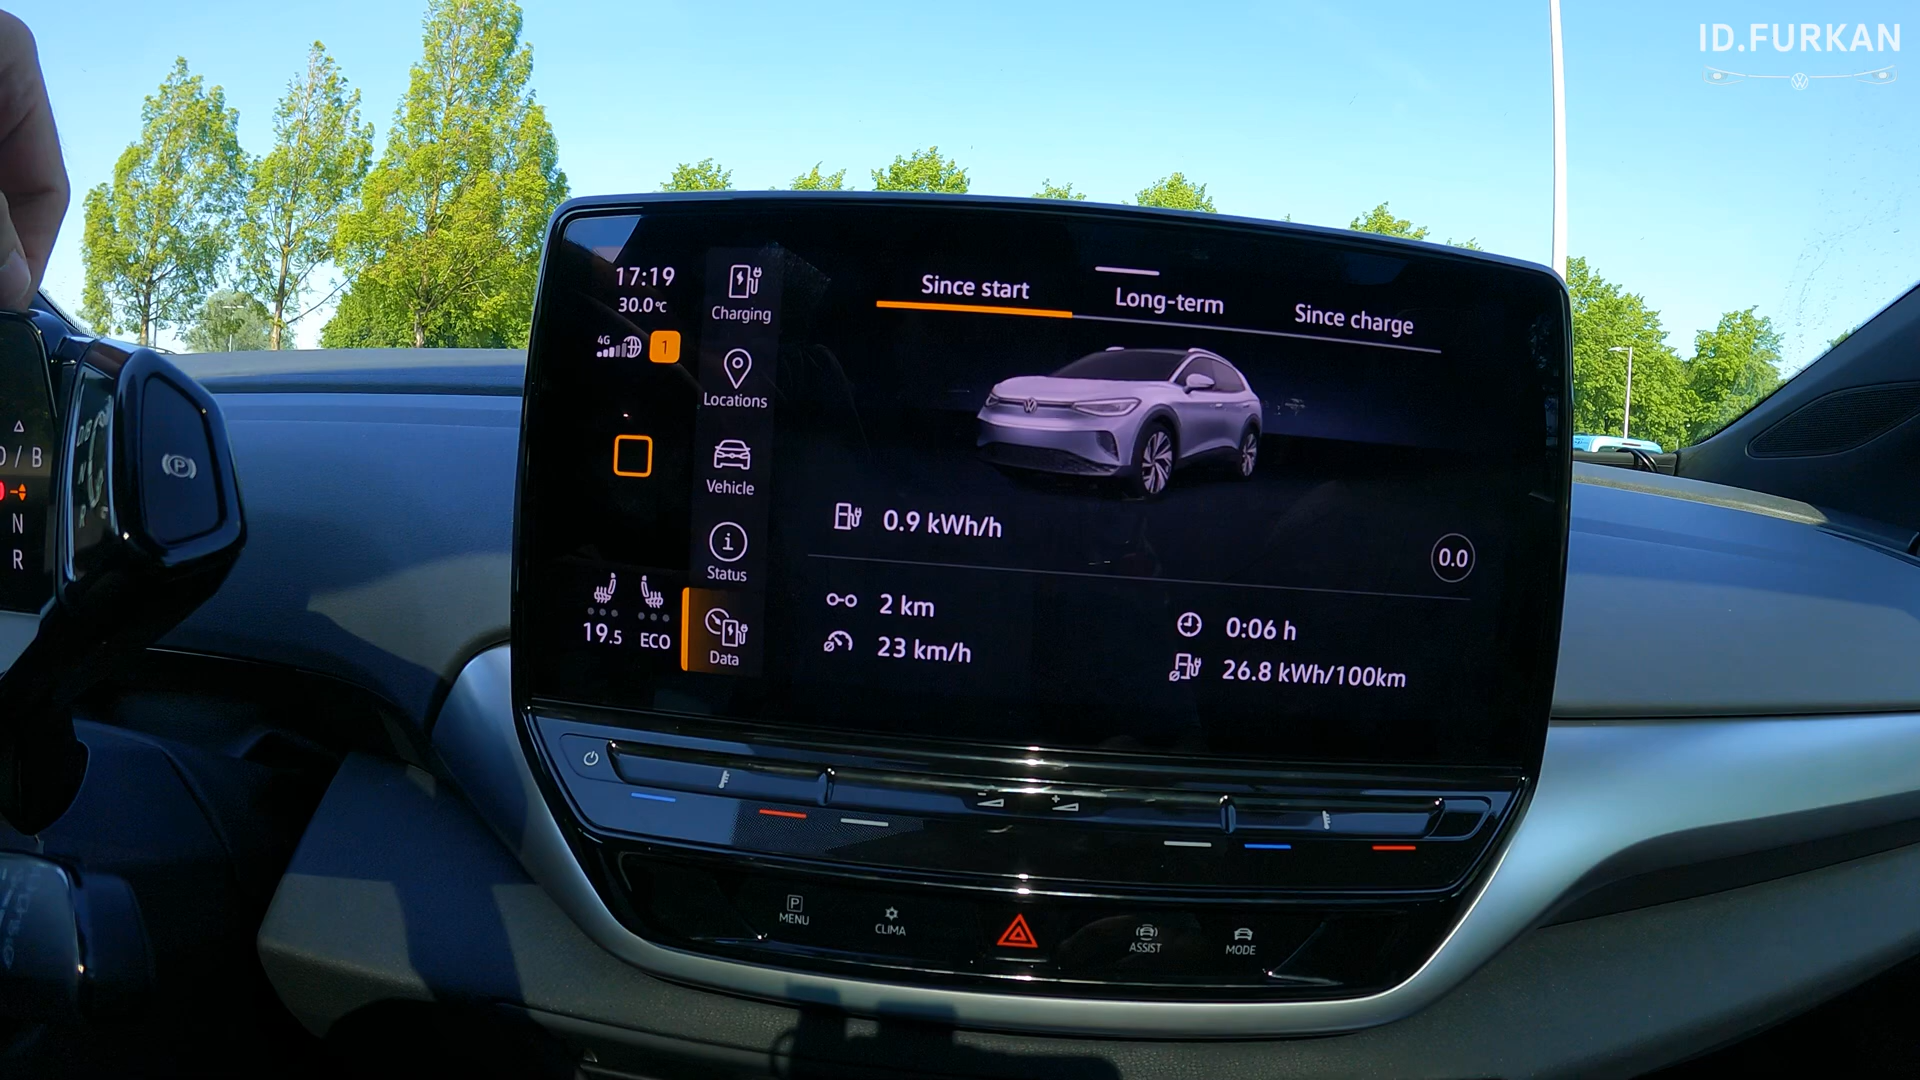 ID.FURKAN
17:19
30.0°C
4G
1
Charging
Locations
Vehicle
Status
Data
Since start
Long-term
Since charge
0.9 kWh/h
0.0
2 km
0:06 h
23 km/h
26.8 kWh/100km
19.5
ECO
D/B
N
R
P
N
R
P
MENU
CLIMA
ASSIST
MODE